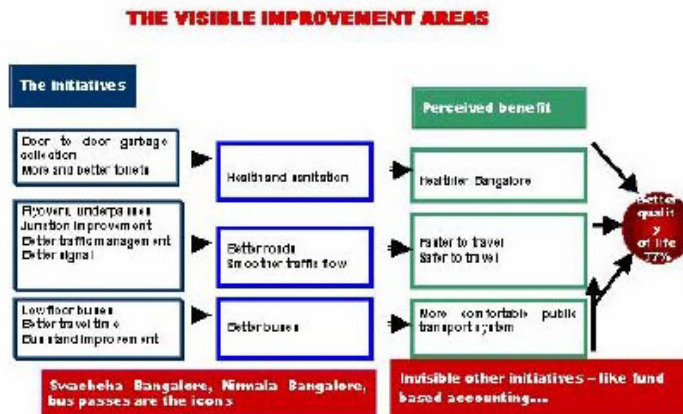 THE VISIBLE IMPROVEMENT AREAS
The initiatives
Perceived benefit
Door to door garbage
collection
More and better toilets
Health and sanitation
Healthier Bangalore
Flyovers, underpasses
Junction improvement
Better traffic management
Better signal
Better roads
Smoother traffic flow
Faster to travel
Safer to travel
Better
qualit
y
of life
77%
Low floor buses
Better travel time
Bus stand improvement
Better buses
More comfortable public
transport system
Swachcha Bangalore, Nirmala Bangalore,
bus passes are the icons
Invisible other initiatives – like fund
based accounting...